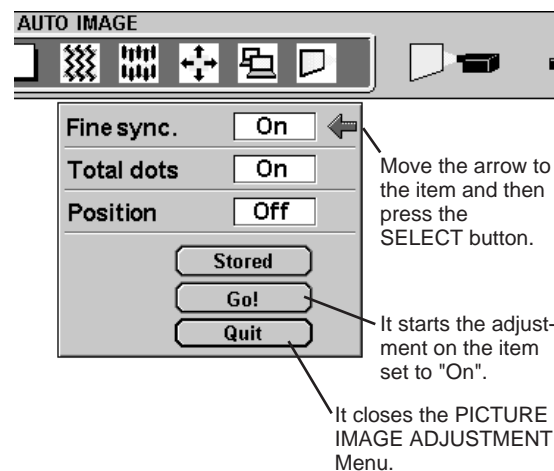 AUTO IMAGE
Fine sync. On
Total dots On
Position Off
Stored
Go!
Quit
Move the arrow to
the item and then
press the
SELECT button.
It starts the adjust-
ment on the item
set to "On".
It closes the PICTURE
IMAGE ADJUSTMENT
Menu.